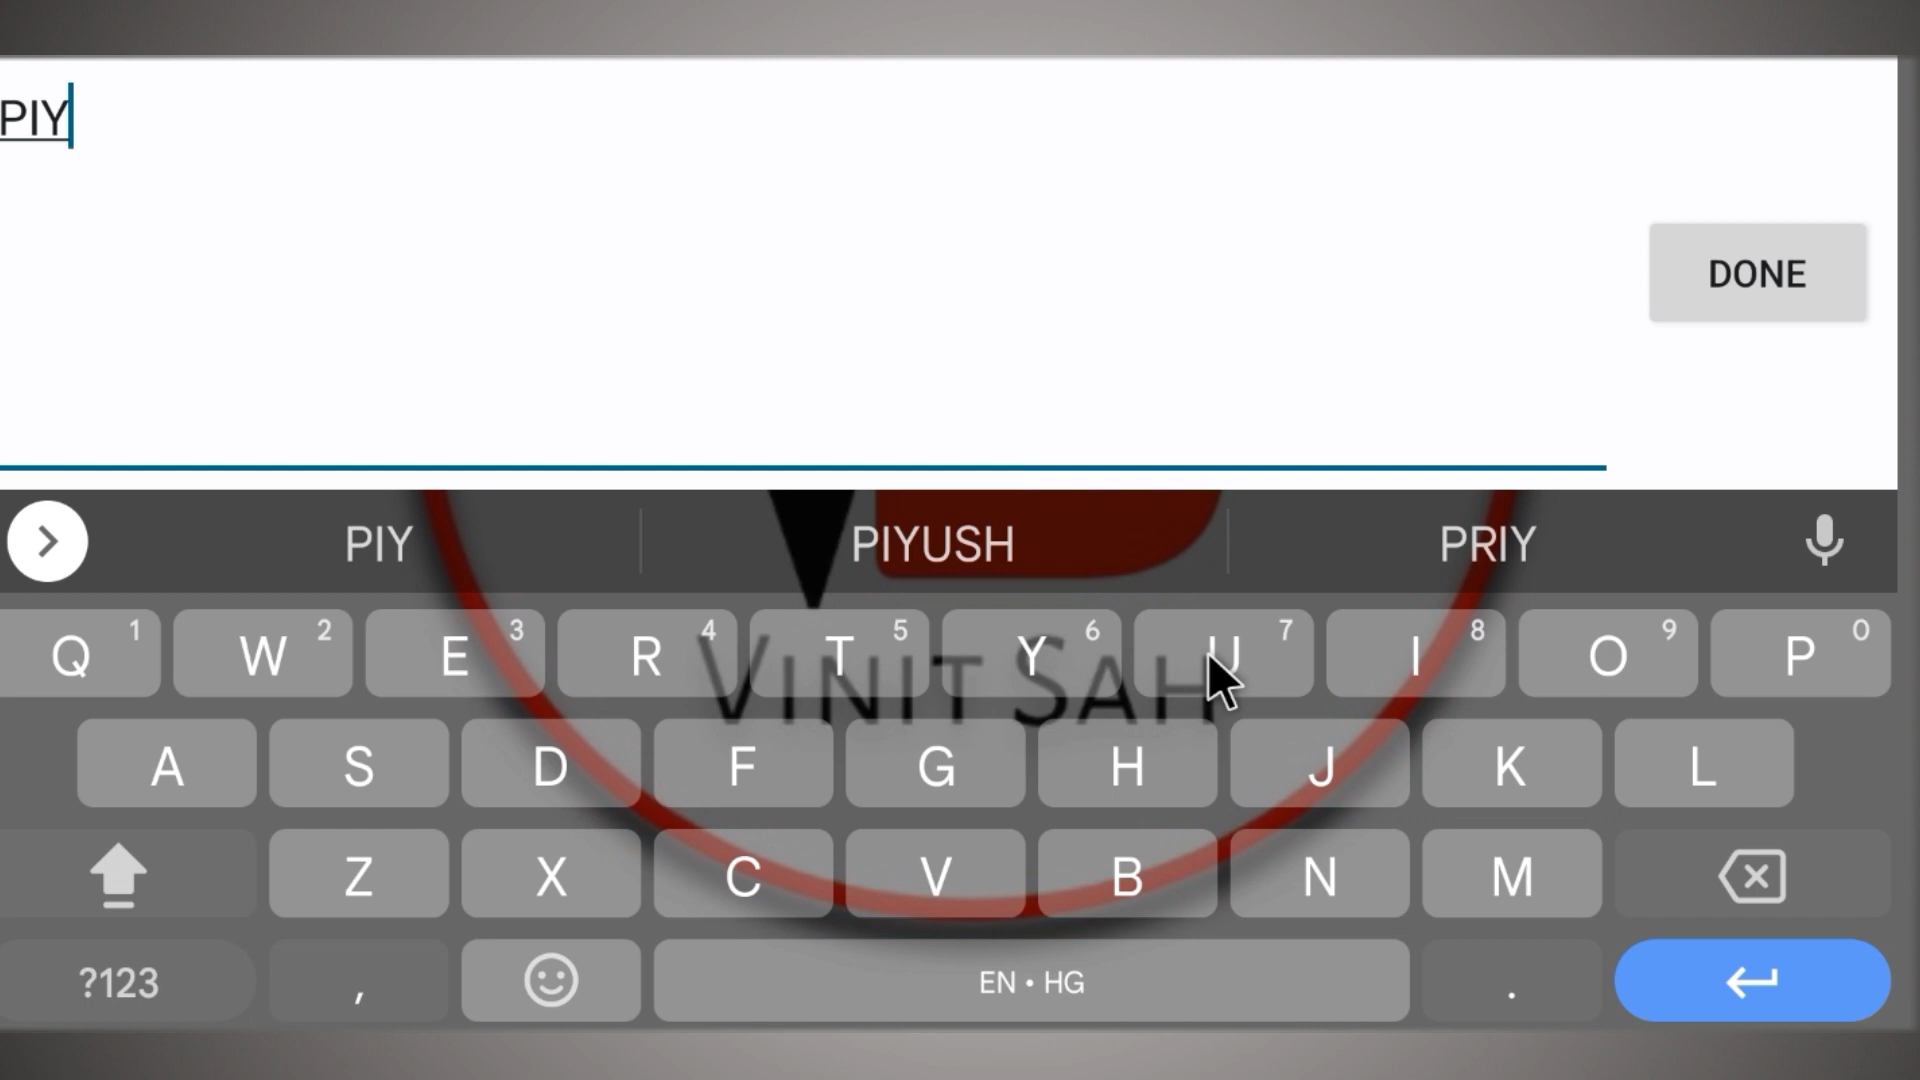 PIY
DONE
PIY PIYUSH PRIY
Q 1 W 2 E 3 R 4 T 5 Y 6 U 7 I 8 O 9 P 0
VINIT SAH
A S D F G H J K L
Z X C V B N M
?123 , EN • HG .